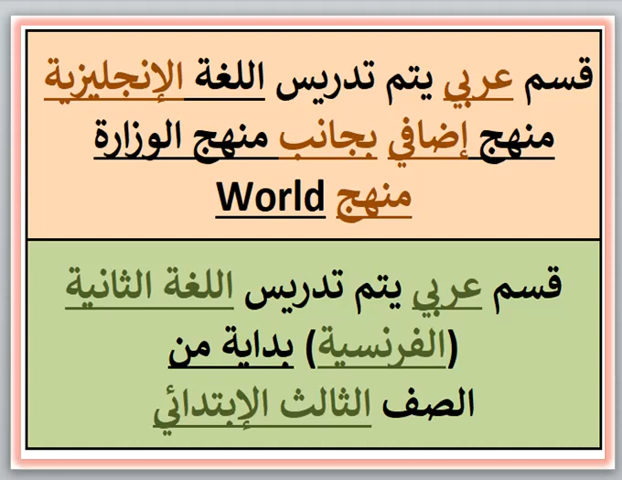 قسم عربي يتم تدريس اللغة الإنجليزية
منهج إضافي بجانب منهج الوزارة
منهج World
قسم عربي يتم تدريس اللغة الثانية
(الفرنسية) بداية من
الصف الثالث الإبتدائي